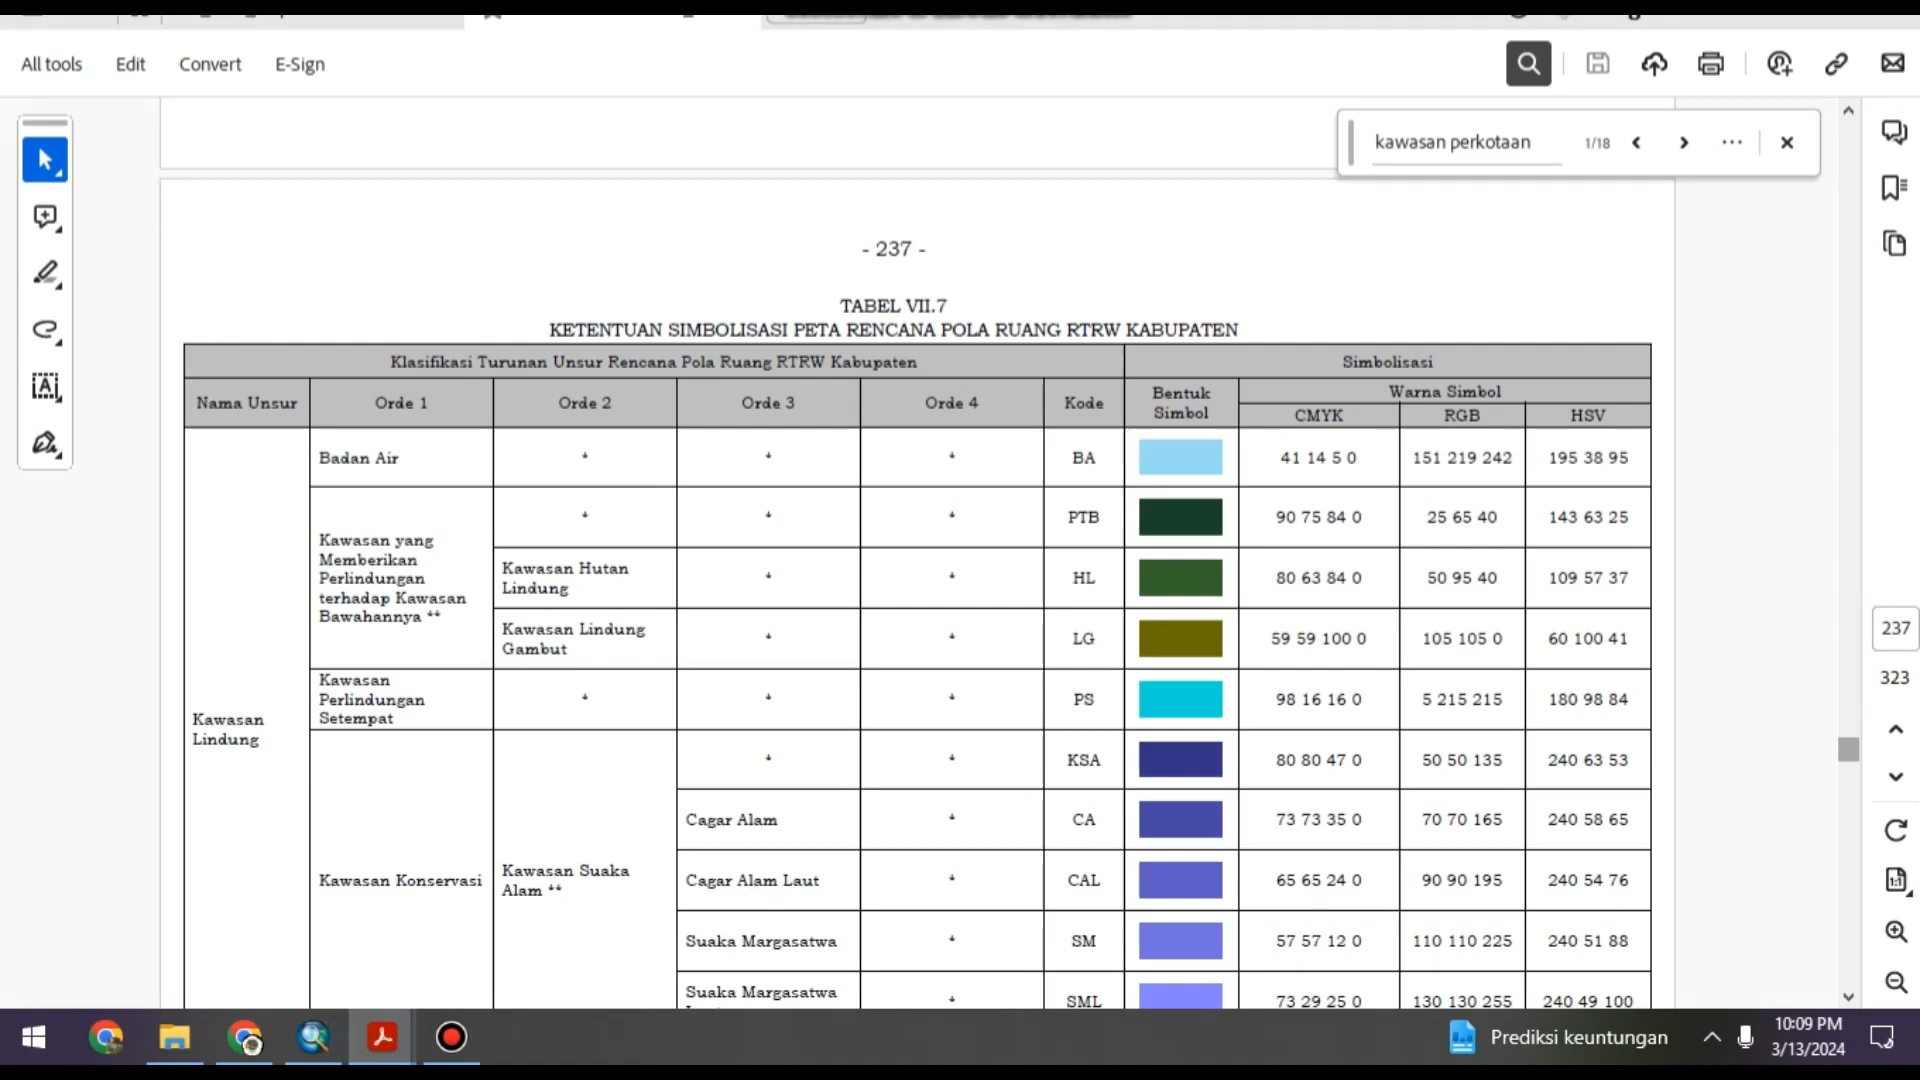 All tools Edit Convert E-Sign
kawasan perkotaan 1/18
- 237 -
TABEL VII.7
KETENTUAN SIMBOLISASI PETA RENCANA POLA RUANG RTRW KABUPATEN
Klasifikasi Turunan Unsur Rencana Pola Ruang RTRW Kabupaten Simbolisasi
Nama Unsur Orde 1 Orde 2 Orde 3 Orde 4 Kode Bentuk Simbol Warna Simbol
CMYK RGB HSV
Kawasan Lindung
Badan Air * * * BA 41 14 5 0 151 219 242 195 38 95
Kawasan yang
Memberikan
Perlindungan
terhadap Kawasan
Bawahannya **
* * * PTB 90 75 84 0 25 65 40 143 63 25
Kawasan Hutan
Lindung
* * HL 80 63 84 0 50 95 40 109 57 37
Kawasan Lindung
Gambut
* * LG 59 59 100 0 105 105 0 60 100 41
Kawasan
Perlindungan
Setempat
* * * PS 98 16 16 0 5 215 215 180 98 84
Kawasan Konservasi
Kawasan Suaka
Alam **
* * KSA 80 80 47 0 50 50 135 240 63 53
Cagar Alam * CA 73 73 35 0 70 70 165 240 58 65
Cagar Alam Laut * CAL 65 65 24 0 90 90 195 240 54 76
Suaka Margasatwa * SM 57 57 12 0 110 110 225 240 51 88
Suaka Margasatwa * SML 73 29 25 0 130 130 255 240 49 100
237
323
1:1
Prediksi keuntungan
10:09 PM
3/13/2024